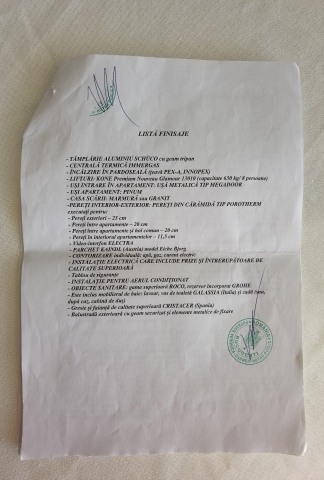 LISTĂ FINISAJE
- TÂMPLĂRIE ALUMINIU SCHÜCO cu geam tripan
- CENTRALĂ TERMICĂ IMMERGAS
- ÎNCĂLZIRE ÎN PARDOSEALĂ (țeavă PEX-A, INNOPEX)
- LIFTURI: KONE Premium Nouveau Glamour 13010 (capacitate 630 kg/ 8 persoane)
- UȘI INTRARE ÎN APARTAMENT: UȘĂ METALICĂ TIP MEGADOOR
- UȘI APARTAMENT: PINUM
- CASA SCĂRII: MARMURĂ sau GRANIT
-PEREȚI INTERIOR-EXTERIOR: PEREȚI DIN CĂRĂMIDĂ TIP POROTHERM
executați pentru:
- Pereți exteriori – 25 cm
- Pereți între apartamente – 20 cm
- Pereți între apartamente și hol comun – 20 cm
- Pereți în interiorul apartamentelor – 11,5 cm
- Video-interfon ELECTRA
- PARCHET KAINDL (Austria) model Eiche Bjorg
- CONTORIZARE individuală: apă, gaz, curent electric
- INSTALAȚIE ELECTRICĂ CARE INCLUDE PRIZE ȘI ÎNTRERUPĂTOARE DE
CALITATE SUPERIOARĂ
- Tablou de siguranțe
- INSTALAȚIE PENTRU AERUL CONDIȚIONAT
- OBIECTE SANITARE: gama superioară ROCO, rezervor încorporat GROHE
- Este inclus mobilierul de baie: lavoar, vas de toaletă GALASSIA (Italia) și cadă (sau,
după caz, cabină de duș)
- Gresie și faianță de calitate superioară CRISTACER (Spania)
- Balustradă exterioară cu geam securizat și elemente metalice de fixare